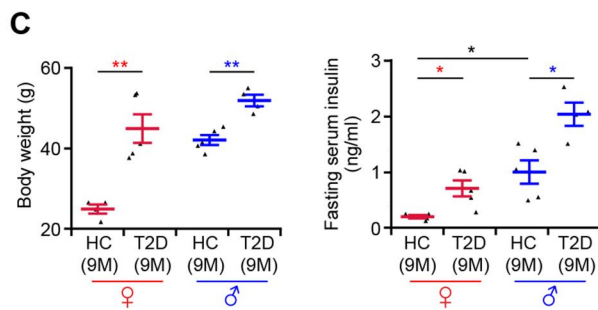 C
** **
60
40
20
Body weight (g)
HC T2D HC T2D
(9M) (9M) (9M) (9M)
♀ ♂
*
* *
3
2
1
0
Fasting serum insulin
(ng/ml)
HC T2D HC T2D
(9M) (9M) (9M) (9M)
♀ ♂